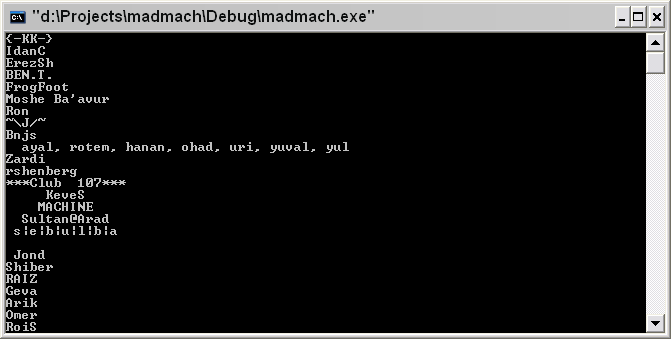 "d:\Projects\madmach\Debug\madmach.exe"
{-KK-}
IdanC
ErezSh
BEN.T.
FrogFoot
Moshe Ba'avur
Ron
~\J/~
Bnjs
ayal, rotem, hanan, ohad, uri, yuval, yul
Zardi
rshenberg
***Club 107***
KeveS
MACHINE
Sultan@Arad
s|e|b|u|l|b|a
Jond
Shiber
RAIZ
Geva
Arik
Omer
RoiS